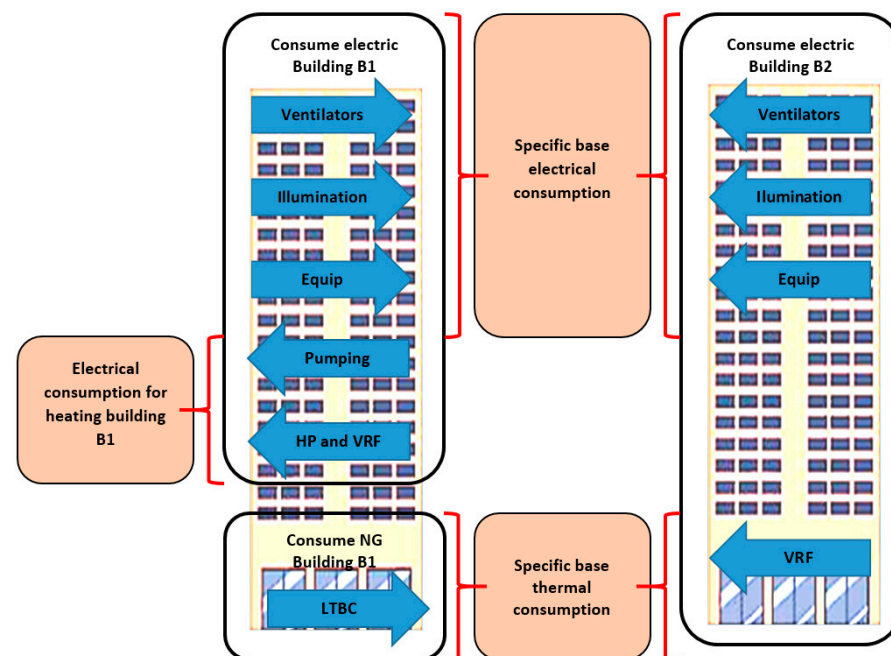 Consume electric
Building B1
Ventilators
Illumination
Equip
Pumping
HP and VRF
Electrical
consumption for
heating building
B1
Consume NG
Building B1
LTBC
Specific base
electrical
consumption
Specific base
thermal
consumption
Consume electric
Building B2
Ventilators
Ilumination
Equip
VRF